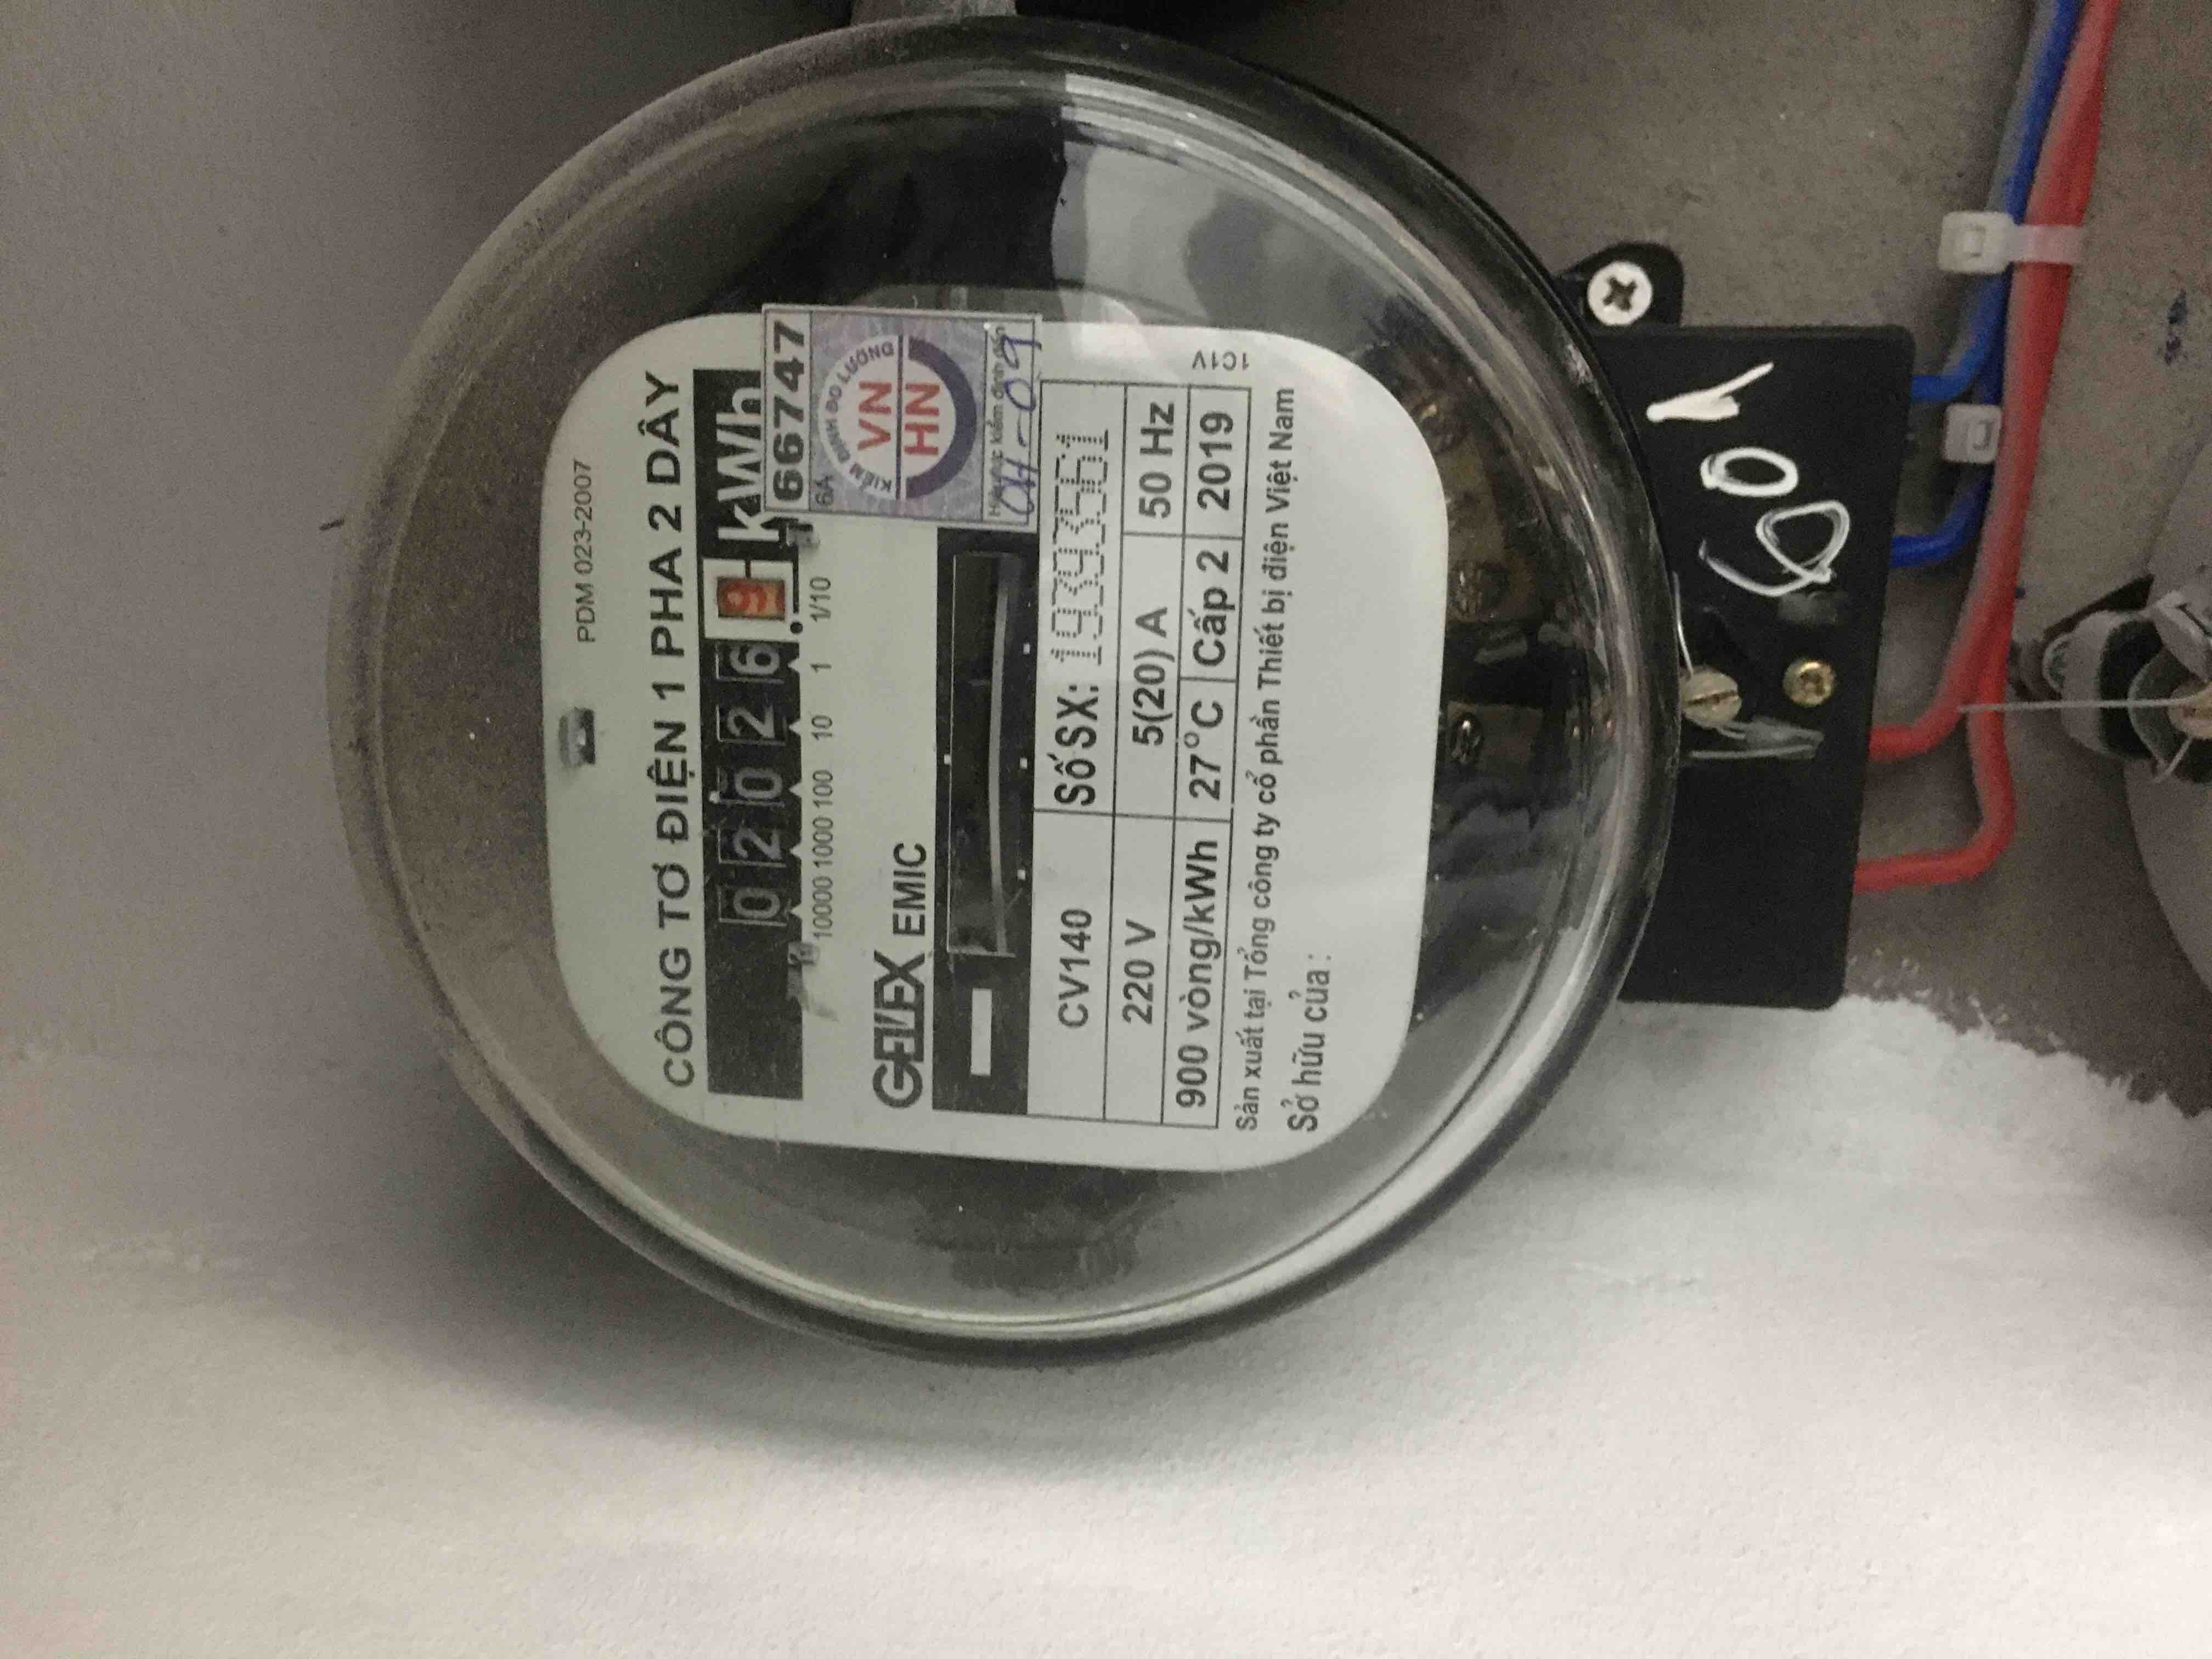 PDM 023-2007
CÔNG TƠ ĐIỆN 1 PHA 2 DÂY
0 2 0 2 6 9 kWh
10000 1000 100 10 1 1/10
667747
6A
KIỂM ĐỊNH ĐO LƯỜNG
VN
HN
GELEX EMIC
CV140 Số SX: 19393561
220 V 5(20) A 50 Hz
900 vòng/kWh 27°C Cấp 2 2019
1C1V
Sản xuất tại Tổng công ty cổ phần Thiết bị điện Việt Nam
Sở hữu của :
601